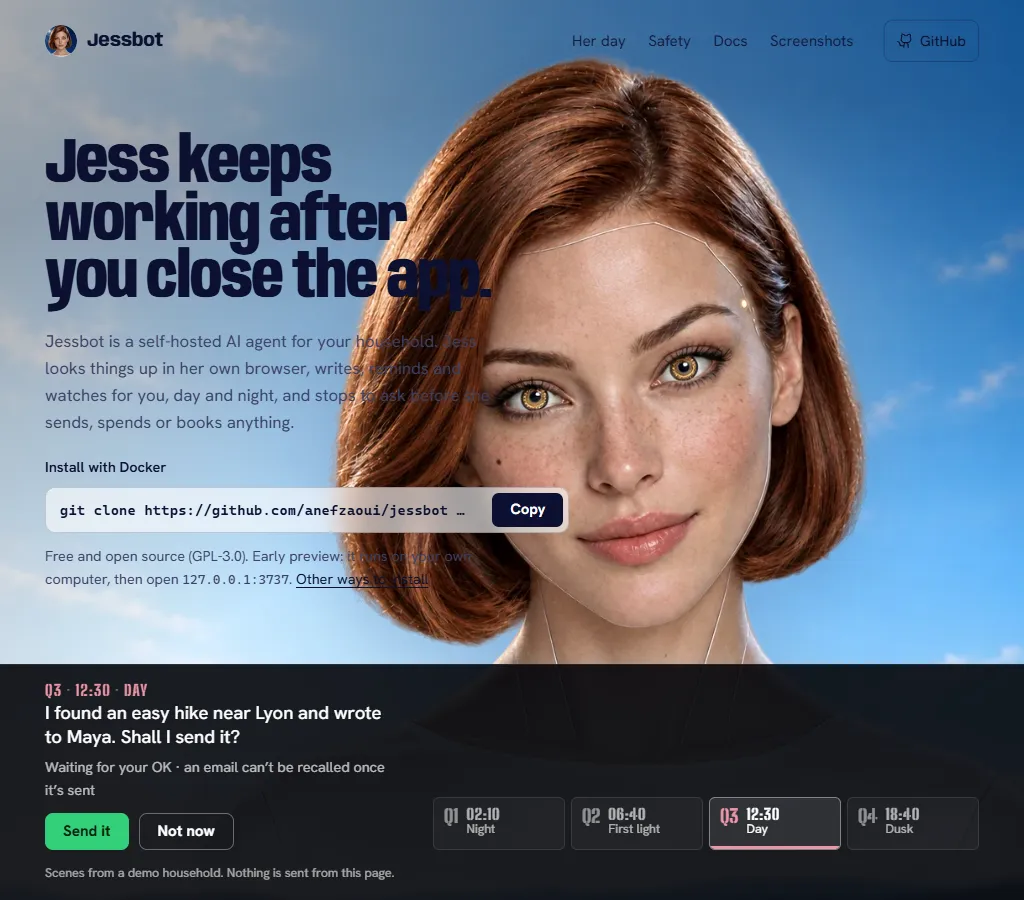 Jessbot
Her day
Safety
Docs
Screenshots
GitHub
Jess keeps
working after
you close the app.
Jessbot is a self-hosted AI agent for your household. Jess
looks things up in her own browser, writes, reminds and
watches for you, day and night, and stops to ask before she
sends, spends or books anything.
Install with Docker
git clone https://github.com/anefzaoui/jessbot …
Copy
Free and open source (GPL-3.0). Early preview: it runs on your own
computer, then open 127.0.0.1:3737. Other ways to install
Q3 · 12:30 · DAY
I found an easy hike near Lyon and wrote
to Maya. Shall I send it?
Waiting for your OK · an email can’t be recalled once
it’s sent
Send it
Not now
Q1 02:10
Night
Q2 06:40
First light
Q3 12:30
Day
Q4 18:40
Dusk
Scenes from a demo household. Nothing is sent from this page.